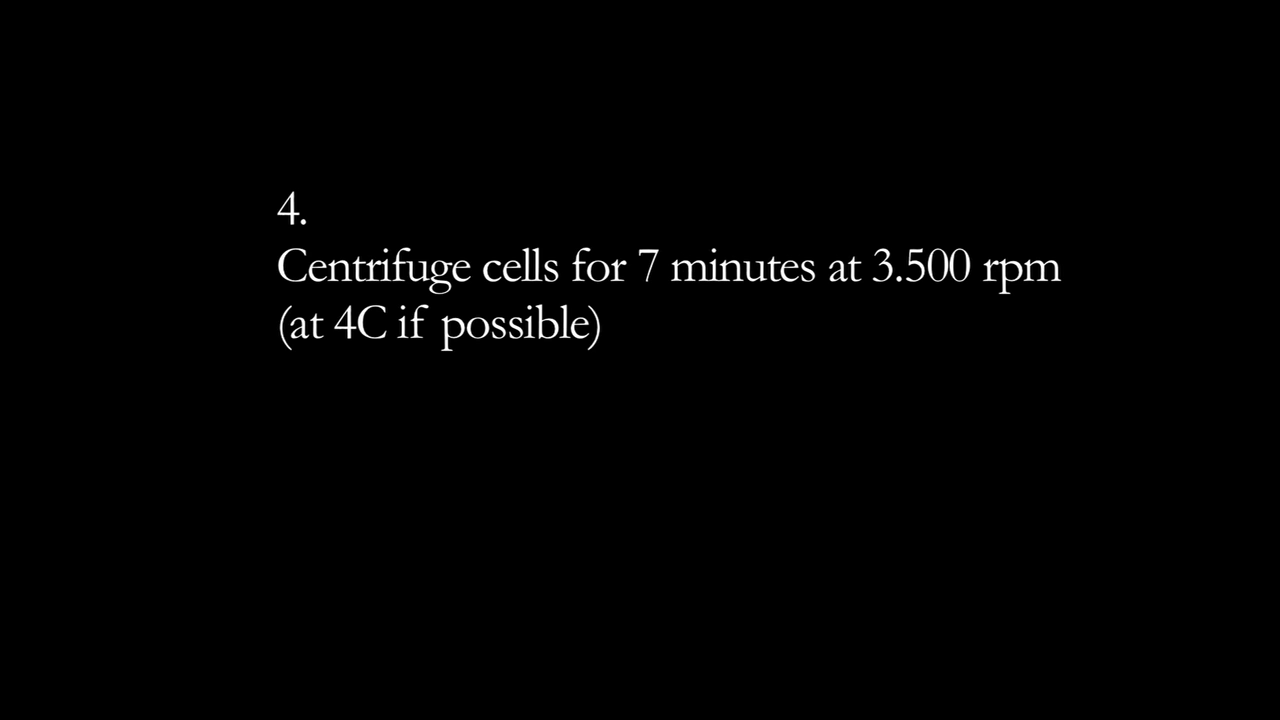 4.
Centrifuge cells for 7 minutes at 3.500 rpm
(at 4C if possible)